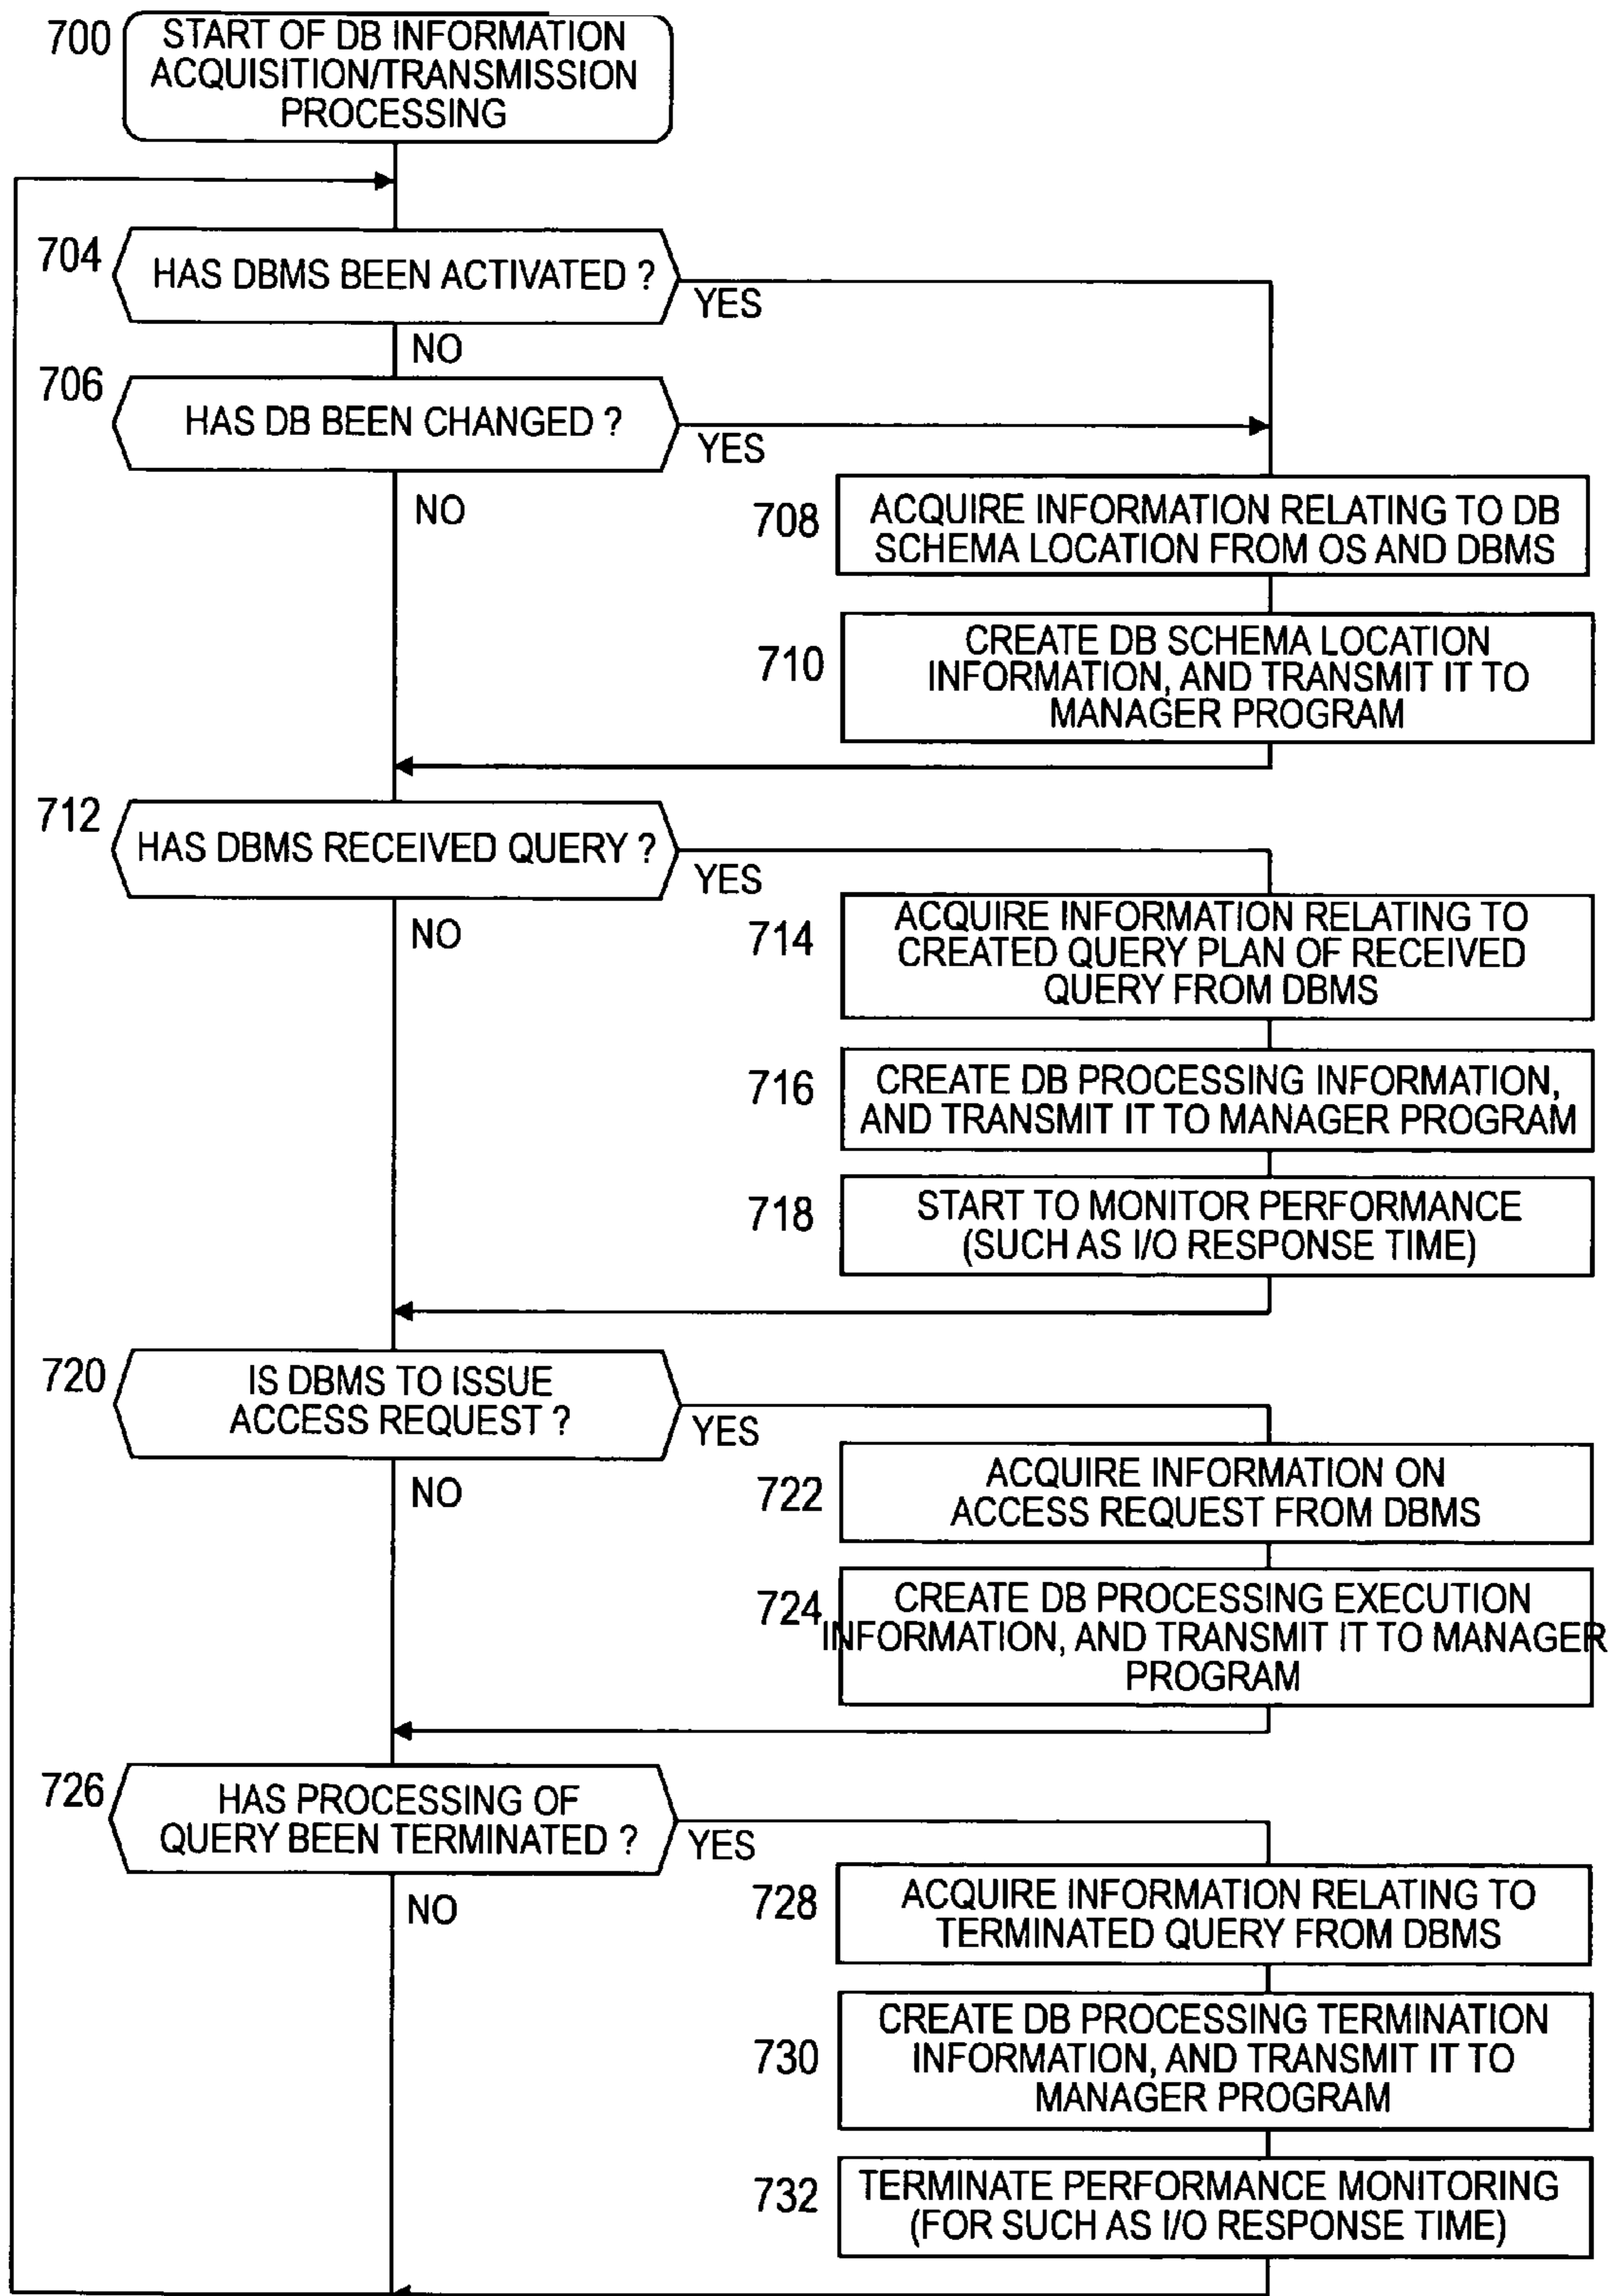 700
START OF DB INFORMATION
ACQUISITION/TRANSMISSION
PROCESSING
704
HAS DBMS BEEN ACTIVATED ?
YES
NO
706
HAS DB BEEN CHANGED ?
YES
NO
708
ACQUIRE INFORMATION RELATING TO DB
SCHEMA LOCATION FROM OS AND DBMS
710
CREATE DB SCHEMA LOCATION
INFORMATION, AND TRANSMIT IT TO
MANAGER PROGRAM
712
HAS DBMS RECEIVED QUERY ?
YES
NO
714
ACQUIRE INFORMATION RELATING TO
CREATED QUERY PLAN OF RECEIVED
QUERY FROM DBMS
716
CREATE DB PROCESSING INFORMATION,
AND TRANSMIT IT TO MANAGER PROGRAM
718
START TO MONITOR PERFORMANCE
(SUCH AS I/O RESPONSE TIME)
720
IS DBMS TO ISSUE
ACCESS REQUEST ?
YES
NO
722
ACQUIRE INFORMATION ON
ACCESS REQUEST FROM DBMS
724
CREATE DB PROCESSING EXECUTION
INFORMATION, AND TRANSMIT IT TO MANAGER
PROGRAM
726
HAS PROCESSING OF
QUERY BEEN TERMINATED ?
YES
NO
728
ACQUIRE INFORMATION RELATING TO
TERMINATED QUERY FROM DBMS
730
CREATE DB PROCESSING TERMINATION
INFORMATION, AND TRANSMIT IT TO
MANAGER PROGRAM
732
TERMINATE PERFORMANCE MONITORING
(FOR SUCH AS I/O RESPONSE TIME)